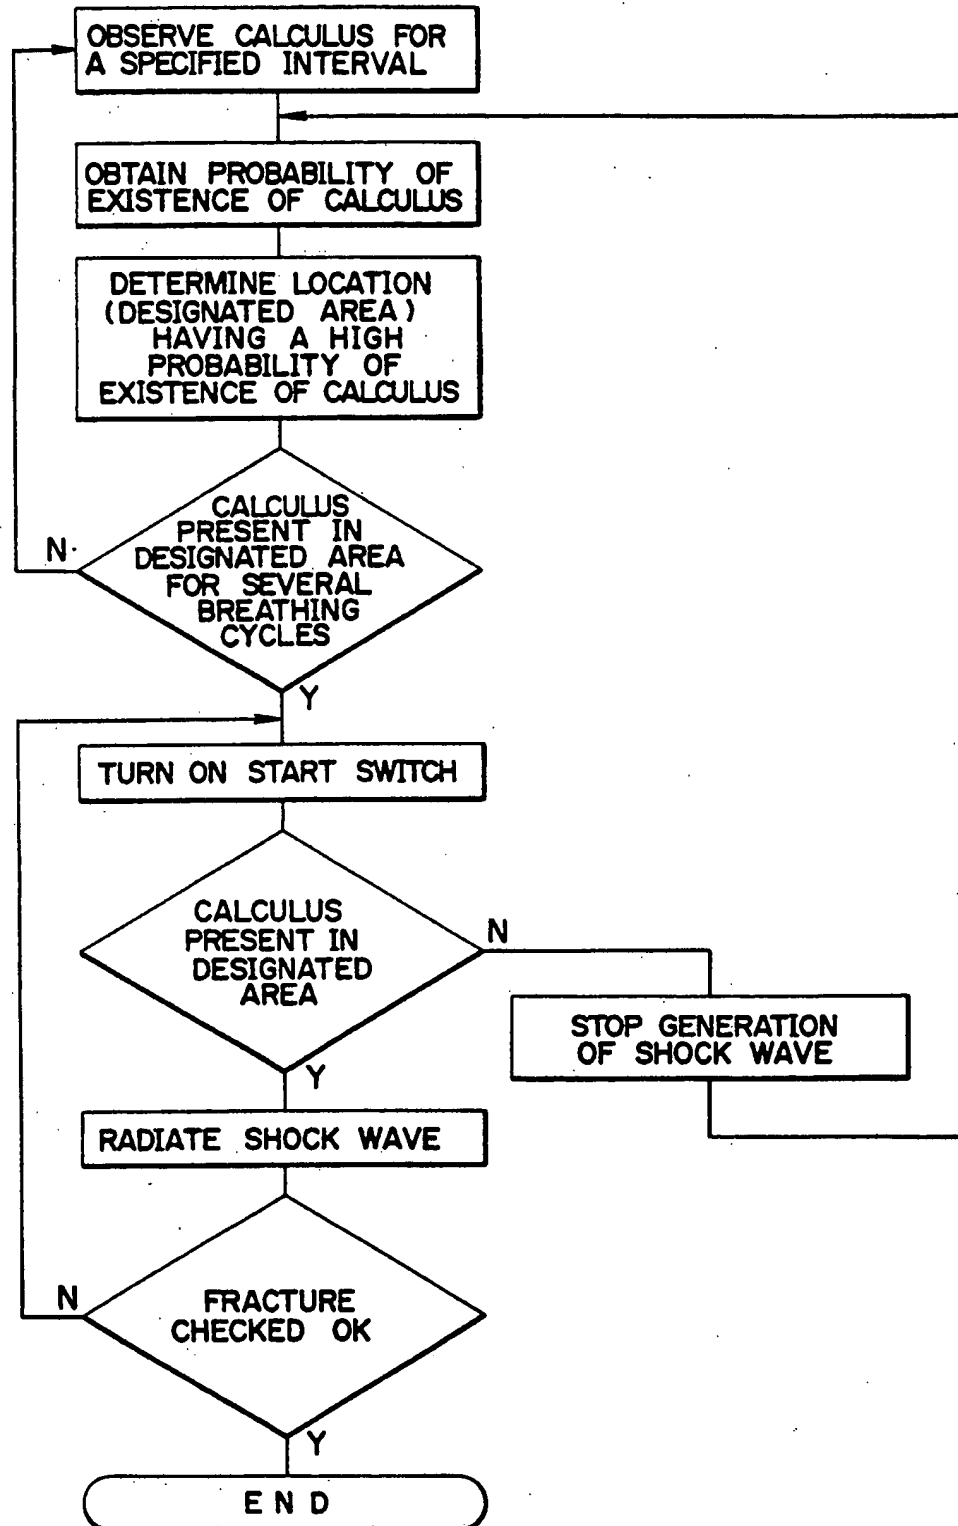 OBSERVE CALCULUS FOR
A SPECIFIED INTERVAL
OBTAIN PROBABILITY OF
EXISTENCE OF CALCULUS
DETERMINE LOCATION
(DESIGNATED AREA)
HAVING A HIGH
PROBABILITY OF
EXISTENCE OF CALCULUS
CALCULUS
PRESENT IN
DESIGNATED AREA
FOR SEVERAL
BREATHING
CYCLES
N
Y
TURN ON START SWITCH
CALCULUS
PRESENT IN
DESIGNATED
AREA
N
STOP GENERATION
OF SHOCK WAVE
Y
RADIATE SHOCK WAVE
FRACTURE
CHECKED OK
N
Y
END